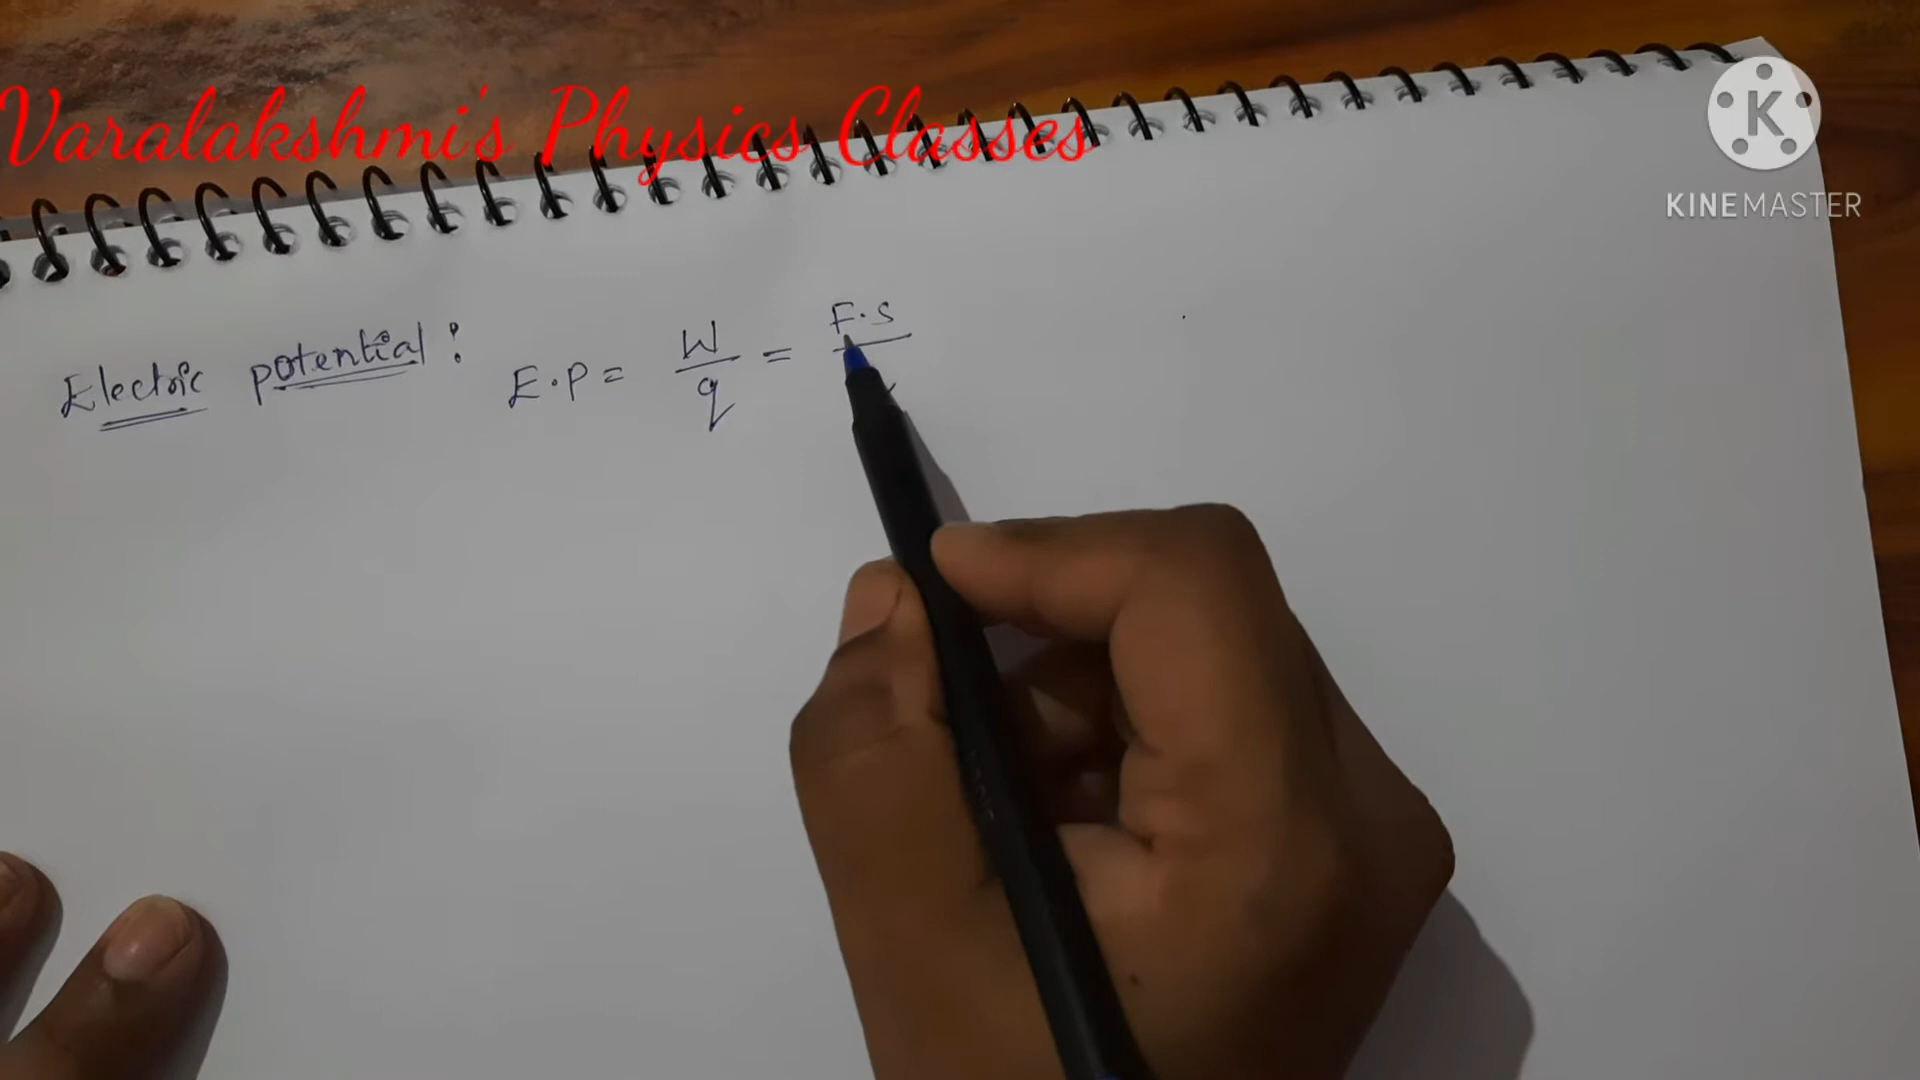 Varalakshmi's Physics Classes
K
KINEMASTER
Electric potential : E.P = W/q = F.S